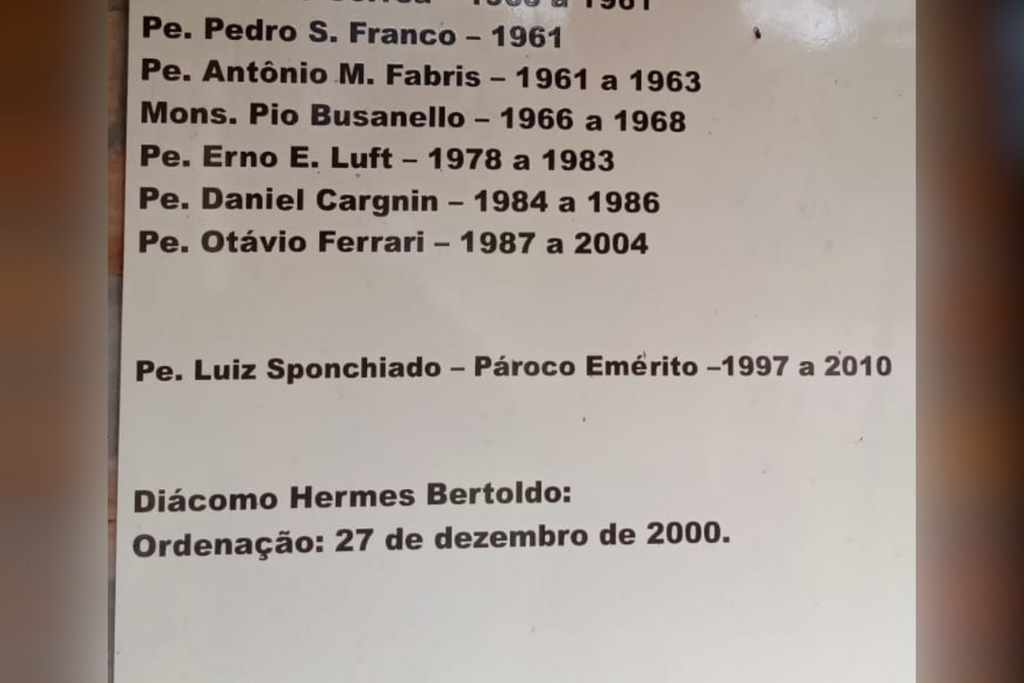 1961
Pe. Pedro S. Franco – 1961
Pe. Antônio M. Fabris – 1961 a 1963
Mons. Pio Busanello – 1966 a 1968
Pe. Erno E. Luft – 1978 a 1983
Pe. Daniel Cargnin – 1984 a 1986
Pe. Otávio Ferrari – 1987 a 2004
Pe. Luiz Sponchiado – Pároco Emérito –1997 a 2010
Diácomo Hermes Bertoldo:
Ordenação: 27 de dezembro de 2000.